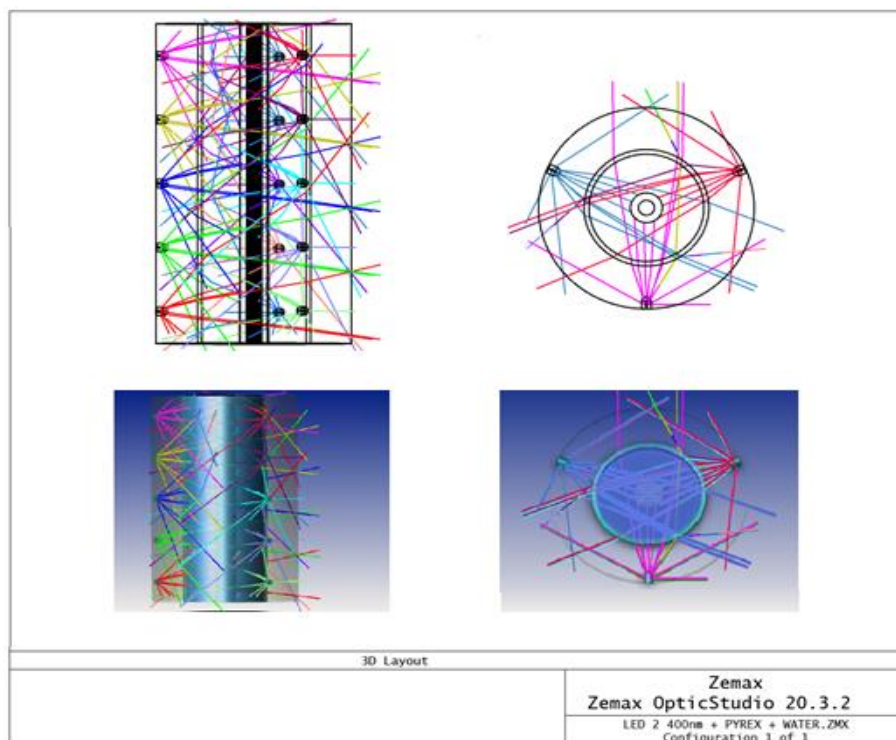 3D Layout
Zemax
Zemax OpticStudio 20.3.2
LED 2 400nm + PYREX + WATER.ZMX
Configuration 1 of 1